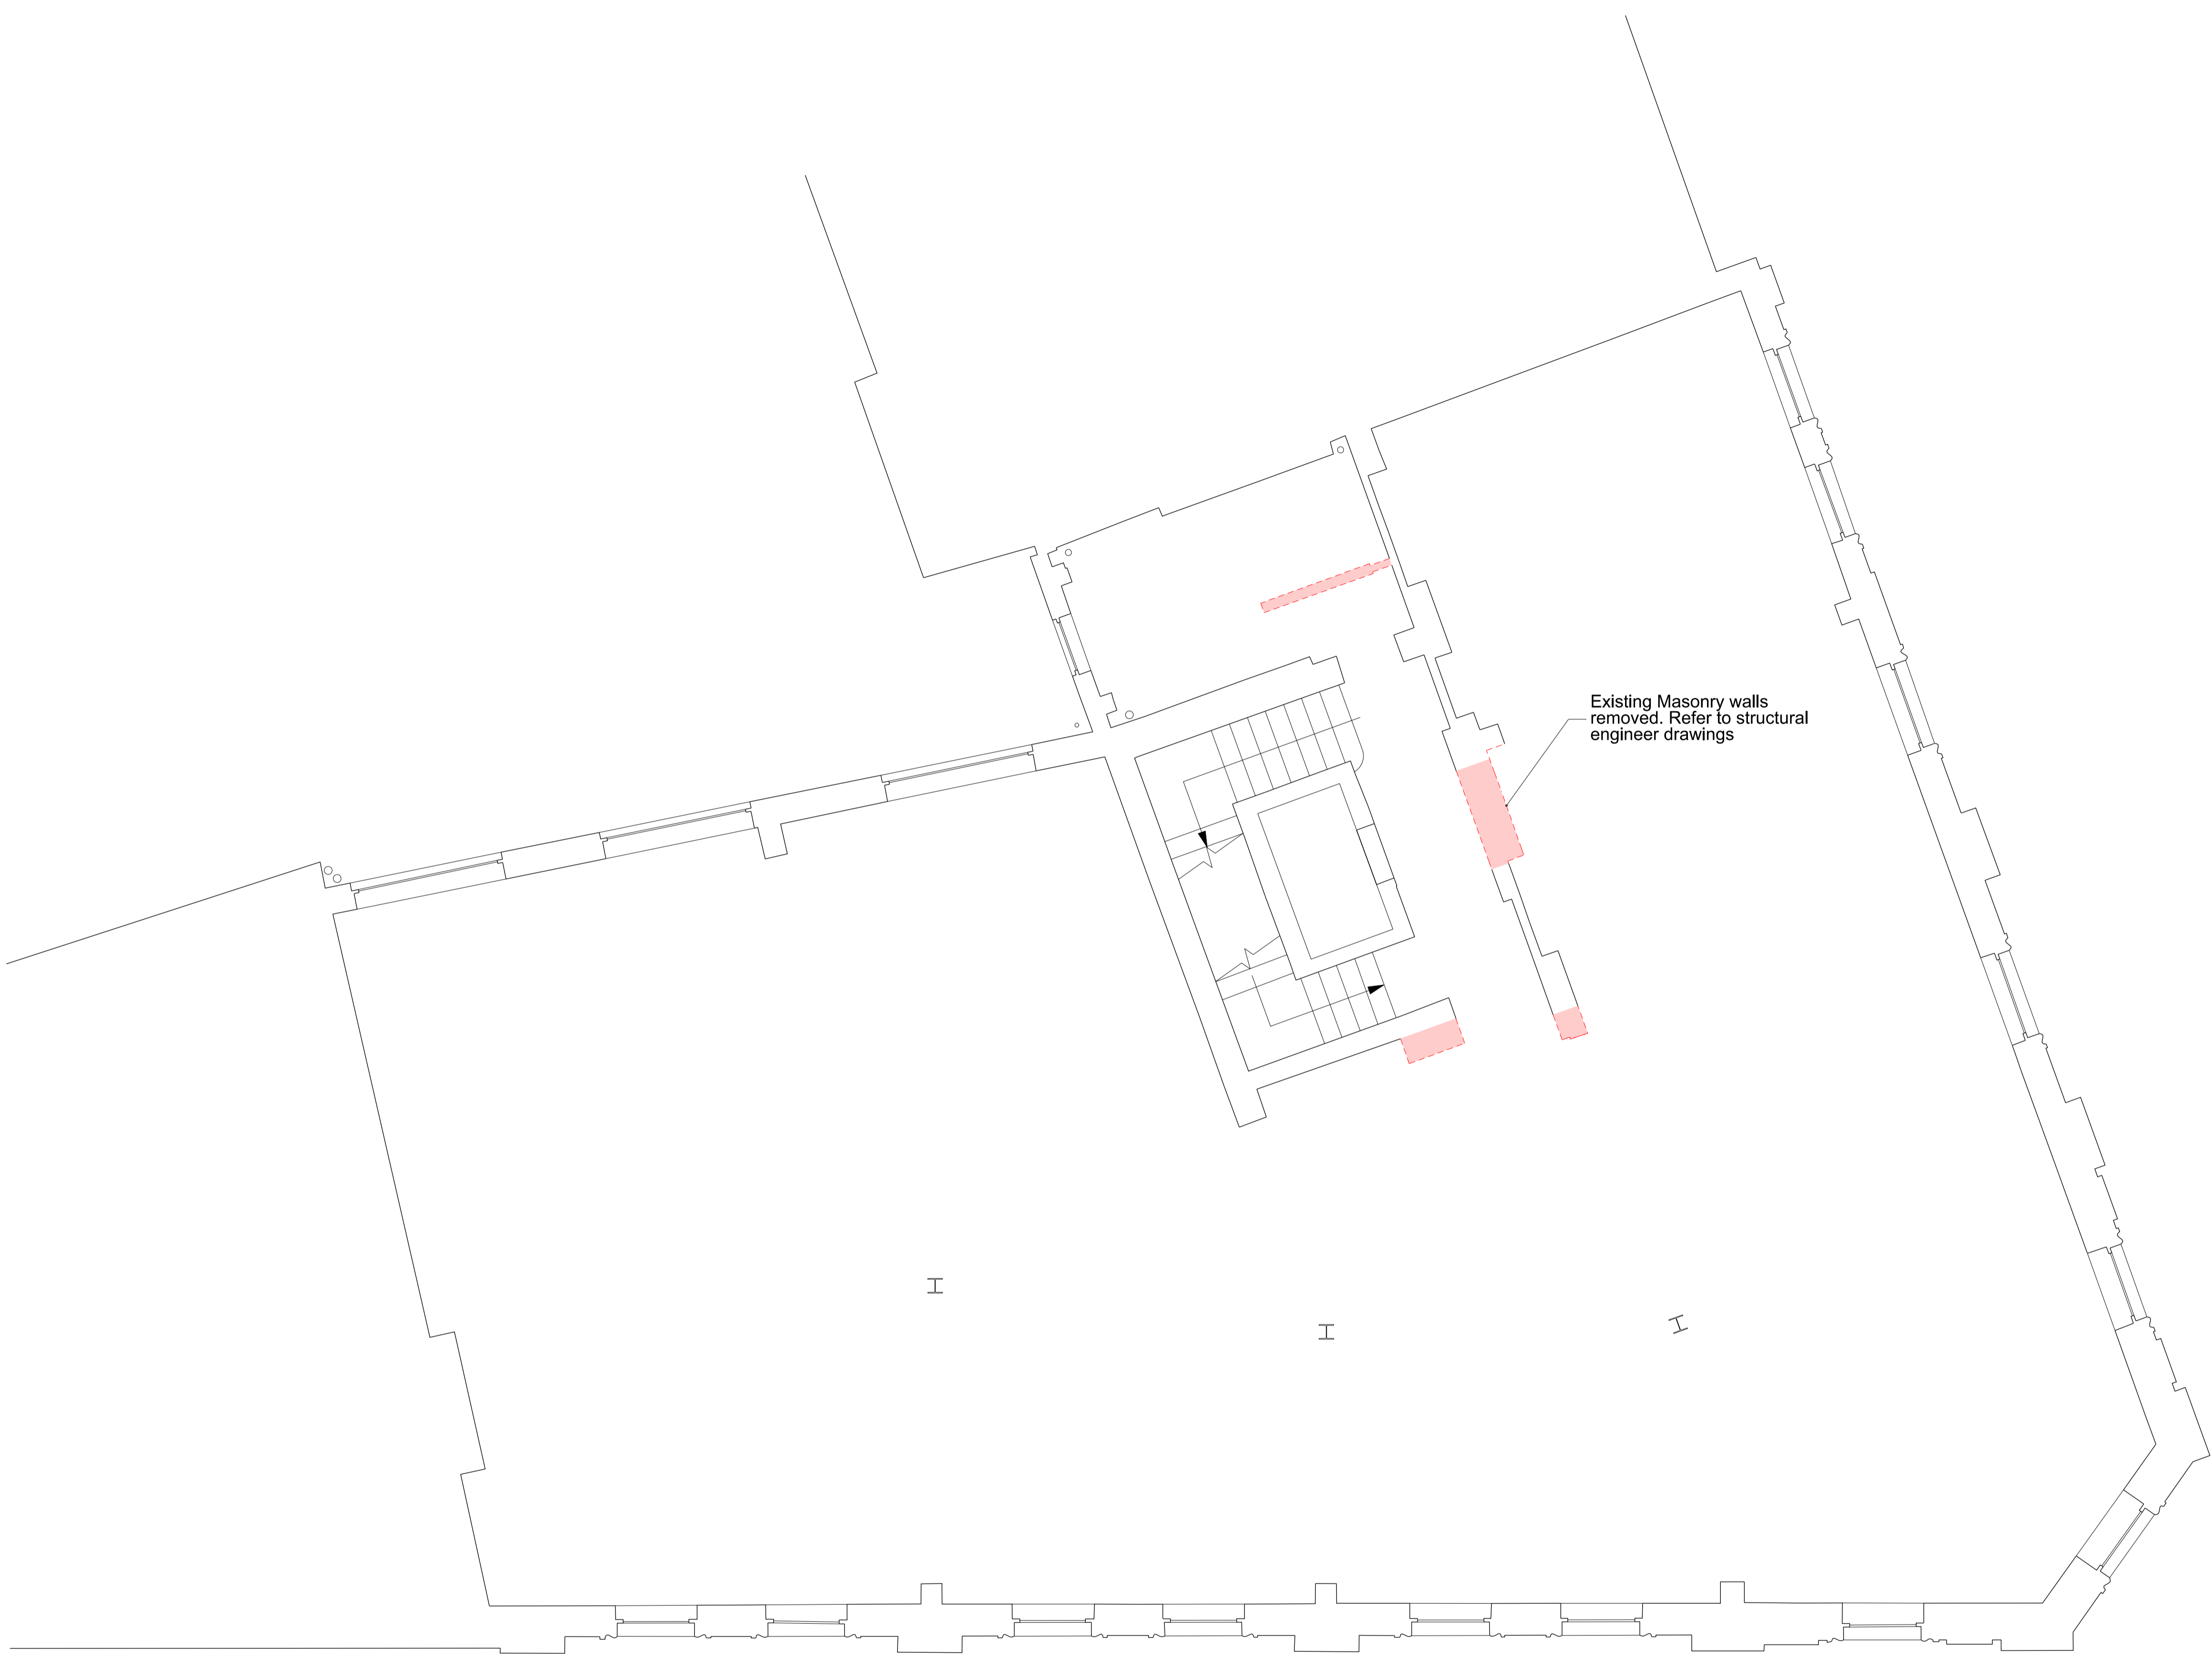 Existing Masonry walls
removed. Refer to structural
engineer drawings